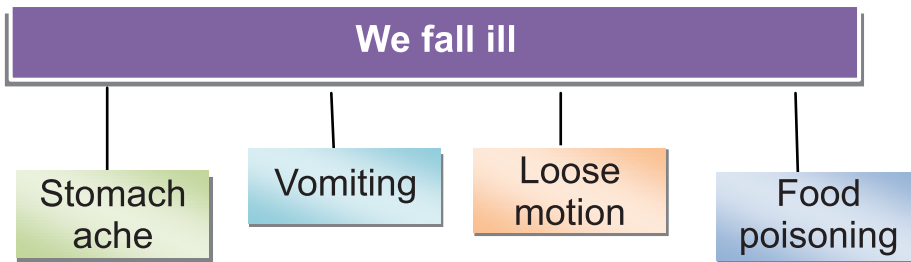 We fall ill
Stomach
ache
Vomiting
Loose
motion
Food
poisoning